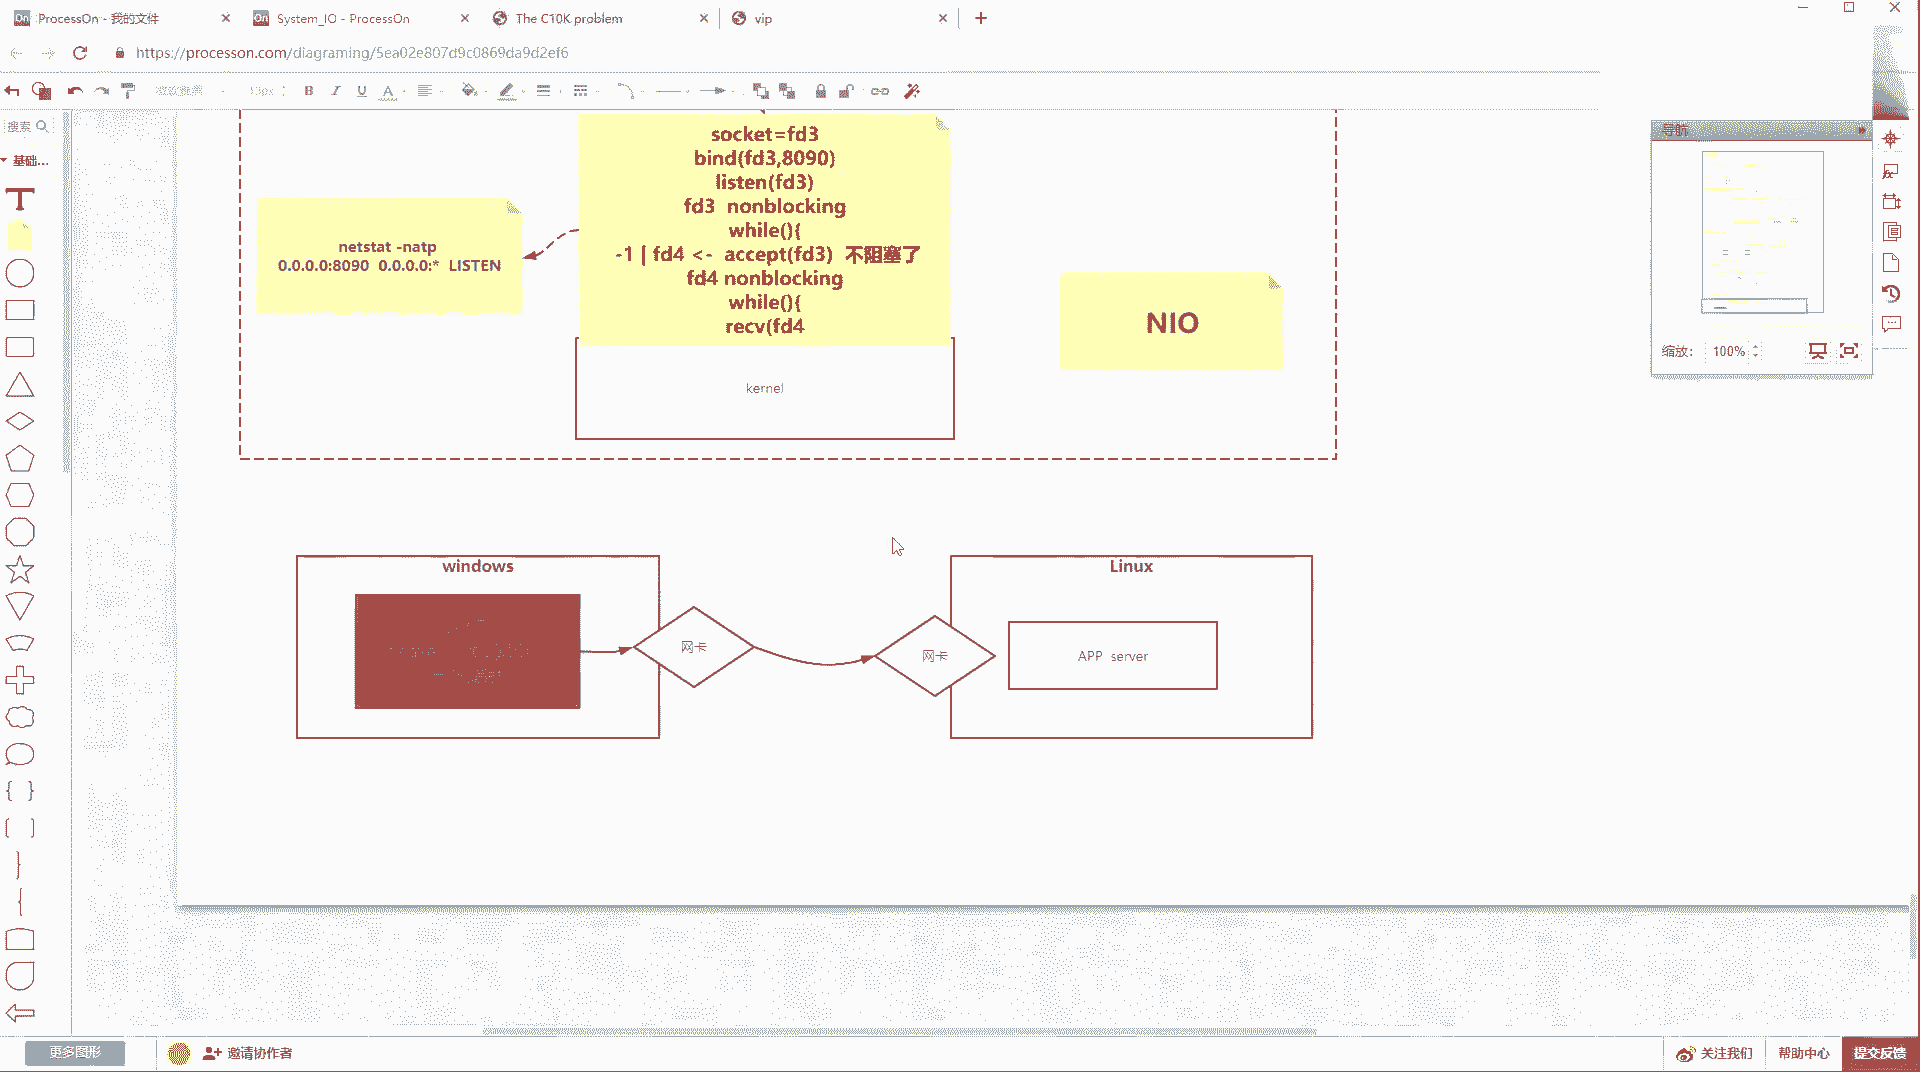 ProcessOn - 我的文件
System_IO - ProcessOn
The C10K problem
vip
https://processon.com/diagraming/5ea02e807d9c0869da9d2ef6
搜索
基础...
socket=fd3
bind(fd3,8090)
listen(fd3)
fd3 nonblocking
while(){
-1 | fd4 <- accept(fd3) 不阻塞了
fd4 nonblocking
while(){
recv(fd4
netstat -natp
0.0.0.0:8090 0.0.0.0:* LISTEN
NIO
kernel
导航
缩放：
100%
windows
网卡
Linux
网卡
APP server
更多图形
邀请协作者
关注我们
帮助中心
提交反馈